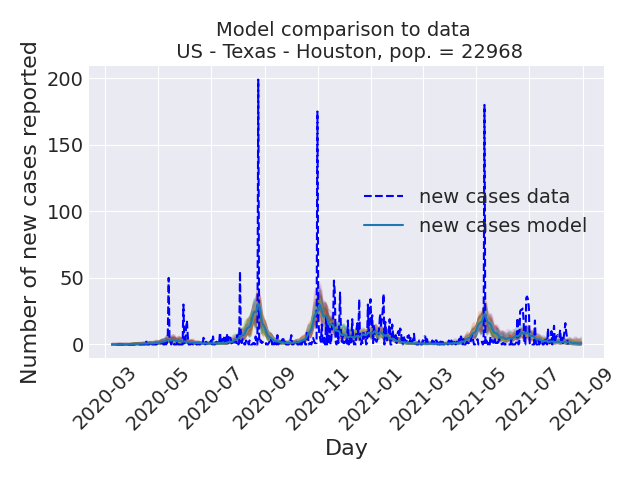 Model comparison to data
US - Texas - Houston, pop. = 22968
Number of new cases reported
200
150
100
50
0
new cases data
new cases model
2020-03
2020-05
2020-07
2020-09
2020-11
2021-01
2021-03
2021-05
2021-07
2021-09
Day